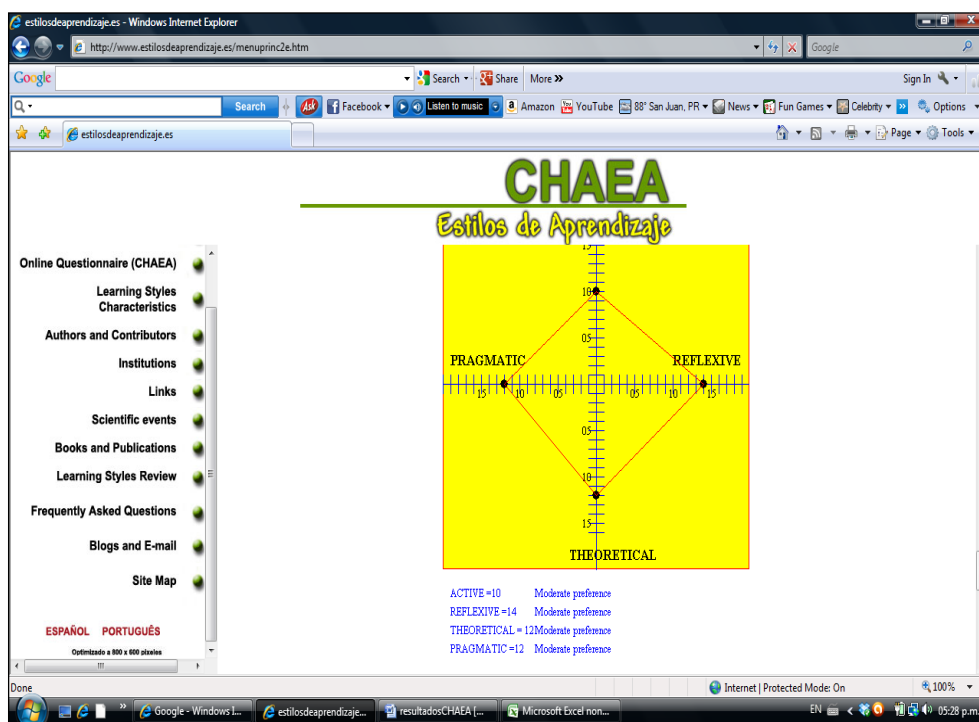 estilosdeaprendizaje.es - Windows Internet Explorer
http://www.estilosdeaprendizaje.es/menuprinc2e.htm
Google
Google
Search
Share
More »
Sign In
Search
Ask
Facebook
Listen to music
Amazon
YouTube
88° San Juan, PR
News
Fun Games
Celebrity
»
Options
estilosdeaprendizaje.es
Page
Tools
CHAEA
Estilos de Aprendizaje
Online Questionnaire (CHAEA)
Learning Styles
Characteristics
Authors and Contributors
Institutions
Links
Scientific events
Books and Publications
Learning Styles Review
Frequently Asked Questions
Blogs and E-mail
Site Map
ESPAÑOL PORTUGUÊS
Optimizado a 800 x 600 pixeles
15
10
05
PRAGMATIC
REFLEXIVE
15 10 05 05 10 15
05
10
15
THEORETICAL
ACTIVE =10 Moderate preference
REFLEXIVE =14 Moderate preference
THEORETICAL = 12Moderate preference
PRAGMATIC =12 Moderate preference
Done
Internet | Protected Mode: On
100%
»
Google - Windows I...
estilosdeaprendizaje...
resultadosCHAEA [...
Microsoft Excel non...
EN
05:28 p.m.